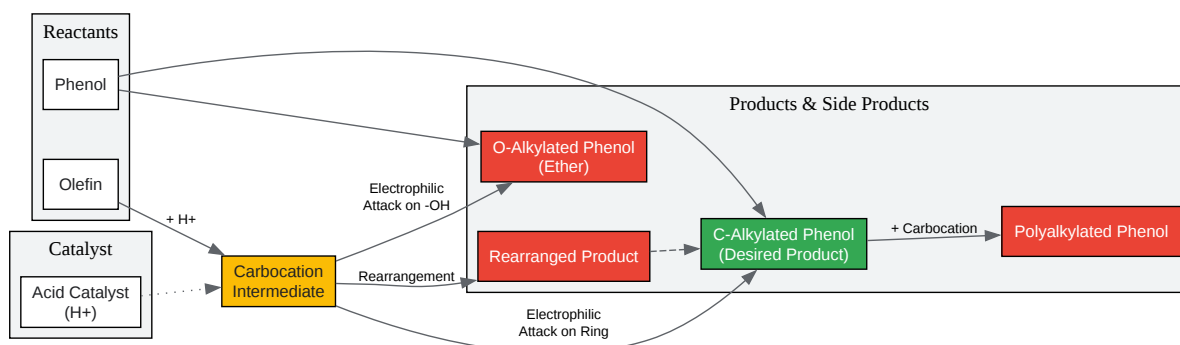 Reactants
Phenol
Products & Side Products
O-Alkylated Phenol
(Ether)
Olefin
Electrophilic
Attack on -OH
+ H+
C-Alkylated Phenol
(Desired Product)
+ Carbocation
Polyalkylated Phenol
Catalyst
Rearranged Product
Carbocation
Intermediate
Rearrangement
Acid Catalyst
(H+)
Electrophilic
Attack on Ring